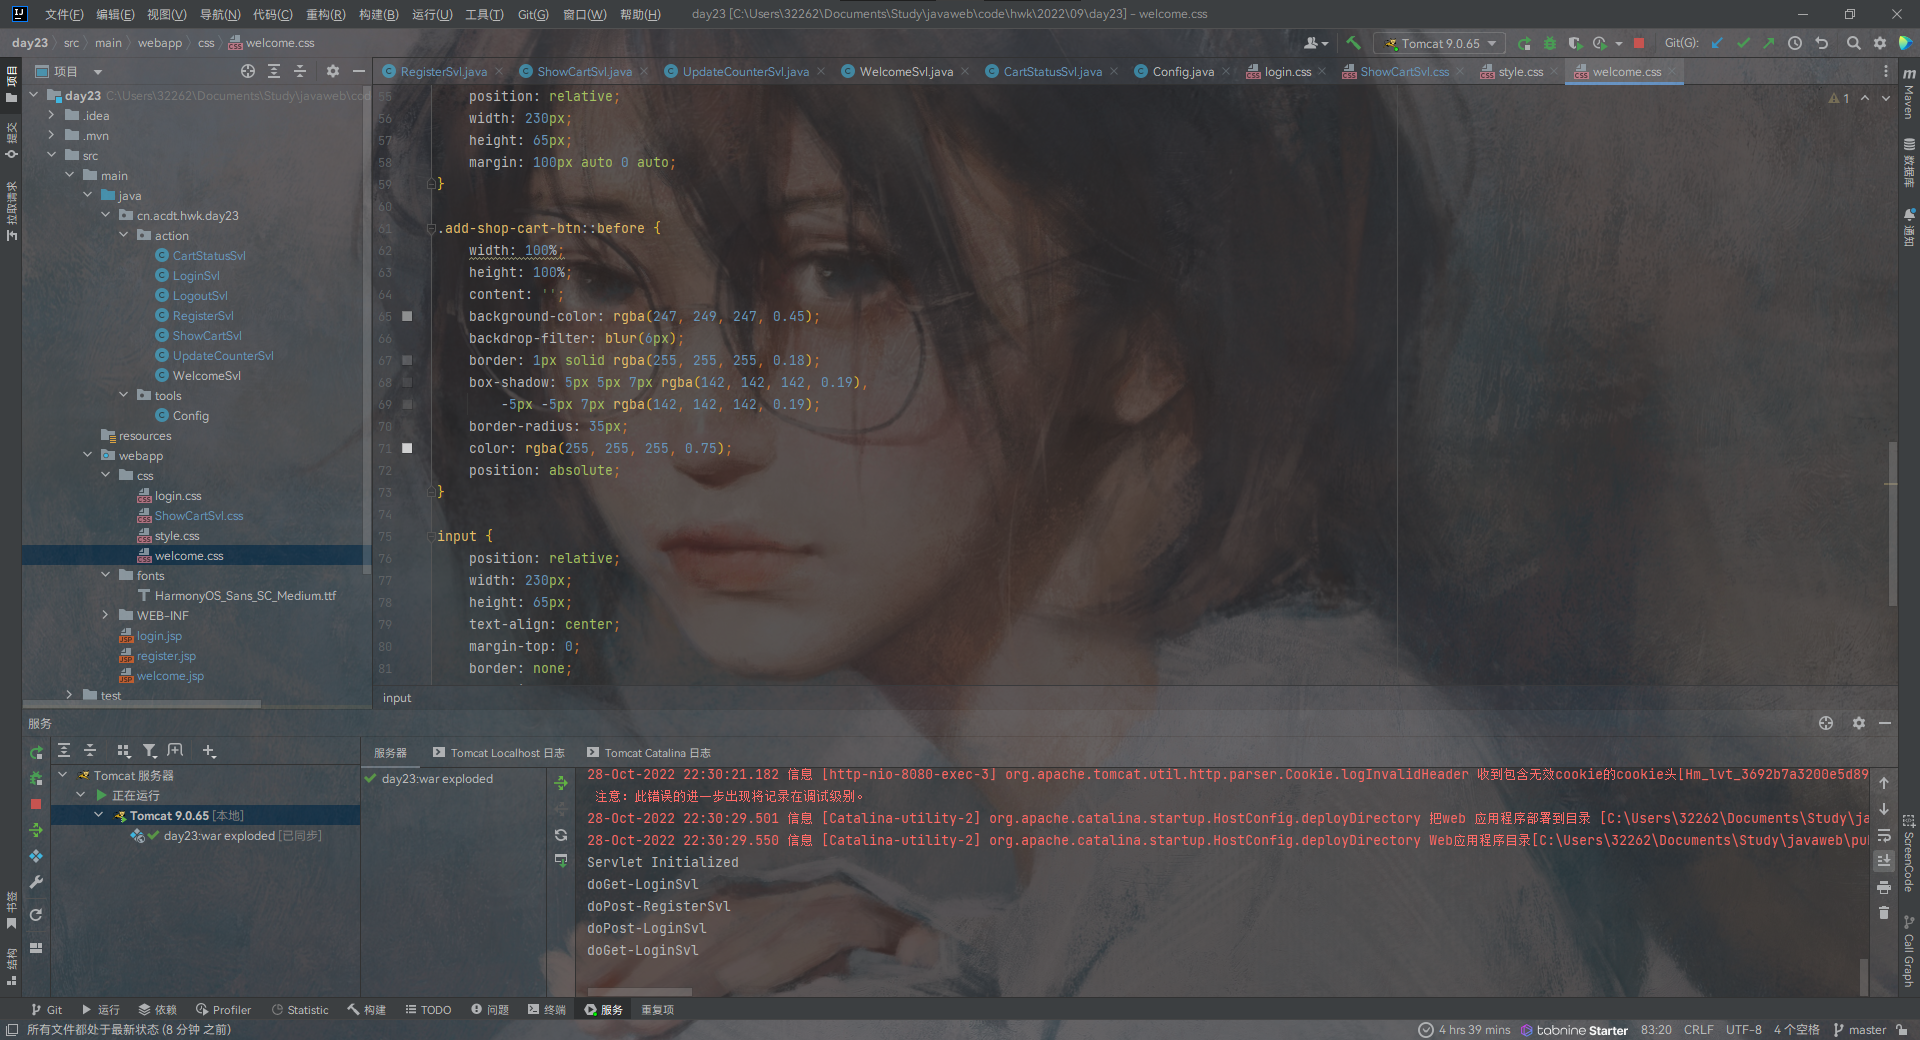 文件(F) 编辑(E) 视图(V) 导航(N) 代码(C) 重构(R) 构建(B) 运行(U) 工具(T) Git(G) 窗口(W) 帮助(H) day23 [C:\Users\32262\Documents\Study\javaweb\code\hwk\2022\09\day23] - welcome.css
day23 src main webapp css welcome.css Tomcat 9.0.65 Git(G):
项目 RegisterSvl.java ShowCartSvl.java UpdateCounterSvl.java WelcomeSvl.java CartStatusSvl.java Config.java login.css ShowCartSvl.css style.css welcome.css
项目
提交
拉取请求
day23 C:\Users\32262\Documents\Study\javaweb\cod
.idea
.mvn
src
main
java
cn.acdt.hwk.day23
action
CartStatusSvl
LoginSvl
LogoutSvl
RegisterSvl
ShowCartSvl
UpdateCounterSvl
WelcomeSvl
tools
Config
resources
webapp
css
login.css
ShowCartSvl.css
style.css
welcome.css
fonts
HarmonyOS_Sans_SC_Medium.ttf
WEB-INF
login.jsp
register.jsp
welcome.jsp
test
55 position: relative;
56 width: 230px;
57 height: 65px;
58 margin: 100px auto 0 auto;
59 }
60
61 .add-shop-cart-btn::before {
62 width: 100%;
63 height: 100%;
64 content: '';
65 background-color: rgba(247, 249, 247, 0.45);
66 backdrop-filter: blur(6px);
67 border: 1px solid rgba(255, 255, 255, 0.18);
68 box-shadow: 5px 5px 7px rgba(142, 142, 142, 0.19),
69 -5px -5px 7px rgba(142, 142, 142, 0.19);
70 border-radius: 35px;
71 color: rgba(255, 255, 255, 0.75);
72 position: absolute;
73 }
74
75 input {
76 position: relative;
77 width: 230px;
78 height: 65px;
79 text-align: center;
80 margin-top: 0;
81 border: none;
input
1
m
Maven
数据库
通知
服务
Tomcat 服务器
正在运行
Tomcat 9.0.65 [本地]
day23:war exploded [已同步]
服务器 Tomcat Localhost 日志 Tomcat Catalina 日志
day23:war exploded
28-Oct-2022 22:30:21.182 信息 [http-nio-8080-exec-3] org.apache.tomcat.util.http.parser.Cookie.logInvalidHeader 收到包含无效cookie的cookie头[Hm_lvt_3692b7a3200e5d89
注意：此错误的进一步出现将记录在调试级别。
28-Oct-2022 22:30:29.501 信息 [Catalina-utility-2] org.apache.catalina.startup.HostConfig.deployDirectory 把web 应用程序部署到目录 [C:\Users\32262\Documents\Study\ja
28-Oct-2022 22:30:29.550 信息 [Catalina-utility-2] org.apache.catalina.startup.HostConfig.deployDirectory Web应用程序目录[C:\Users\32262\Documents\Study\javaweb\pu
Servlet Initialized
doGet-LoginSvl
doPost-RegisterSvl
doPost-LoginSvl
doGet-LoginSvl
书签
结构
ScreenCode
Call Graph
Git 运行 依赖 Profiler Statistic 构建 TODO 问题 终端 服务 重复项
所有文件都处于最新状态 (8 分钟 之前) 4 hrs 39 mins tabnine Starter 83:20 CRLF UTF-8 4 个空格 master